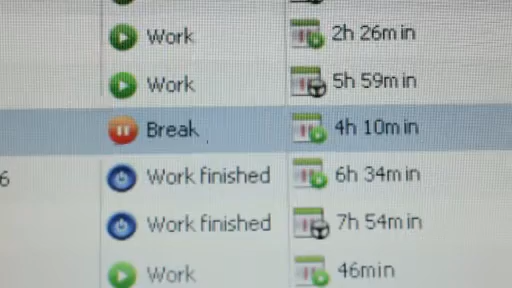 Work 2h 26min
Work 5h 59min
Break 4h 10min
6 Work finished 6h 34min
Work finished 7h 54min
Work 46min